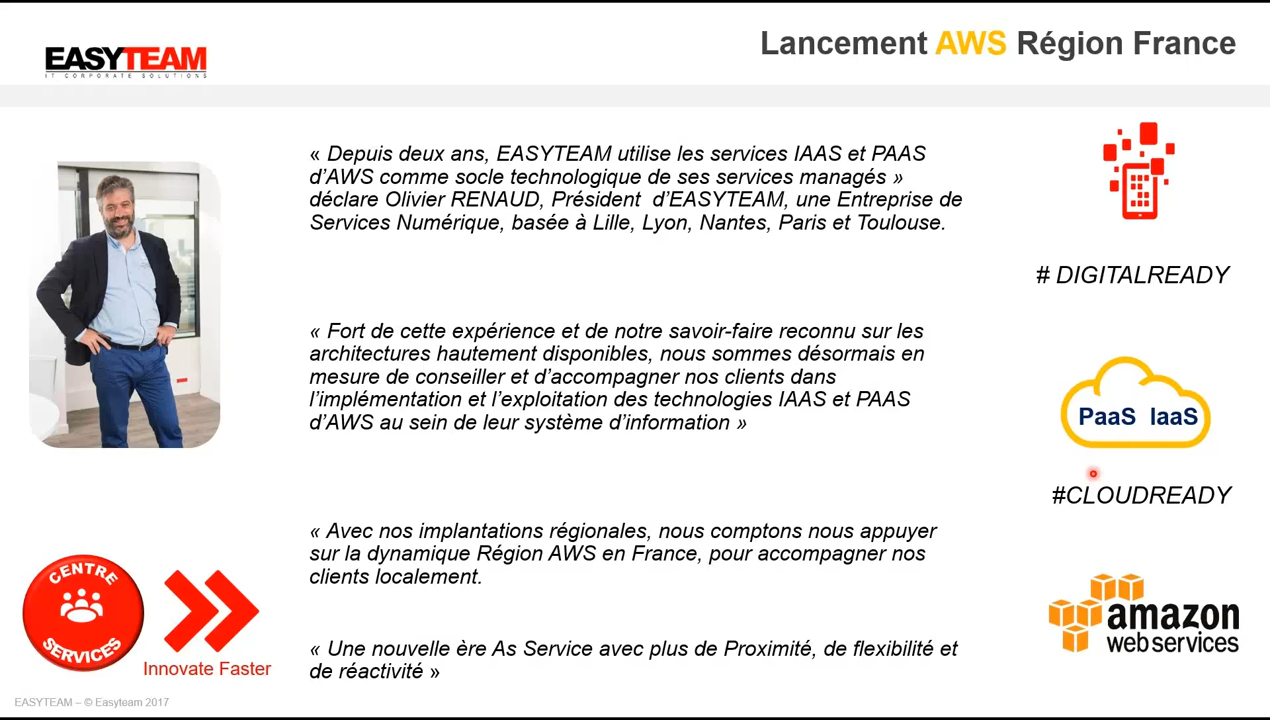 EASYTEAM
IT CORPORATE SOLUTIONS
Lancement AWS Région France
« Depuis deux ans, EASYTEAM utilise les services IAAS et PAAS
d’AWS comme socle technologique de ses services managés »
déclare Olivier RENAUD, Président d’EASYTEAM, une Entreprise de
Services Numérique, basée à Lille, Lyon, Nantes, Paris et Toulouse.
# DIGITALREADY
« Fort de cette expérience et de notre savoir-faire reconnu sur les
architectures hautement disponibles, nous sommes désormais en
mesure de conseiller et d’accompagner nos clients dans
l’implémentation et l’exploitation des technologies IAAS et PAAS
d’AWS au sein de leur système d’information »
PaaS IaaS
#CLOUDREADY
« Avec nos implantations régionales, nous comptons nous appuyer
sur la dynamique Région AWS en France, pour accompagner nos
clients localement.
« Une nouvelle ère As Service avec plus de Proximité, de flexibilité et
de réactivité »
CENTRE
SERVICES
Innovate Faster
amazon
web services
EASYTEAM – © Easyteam 2017